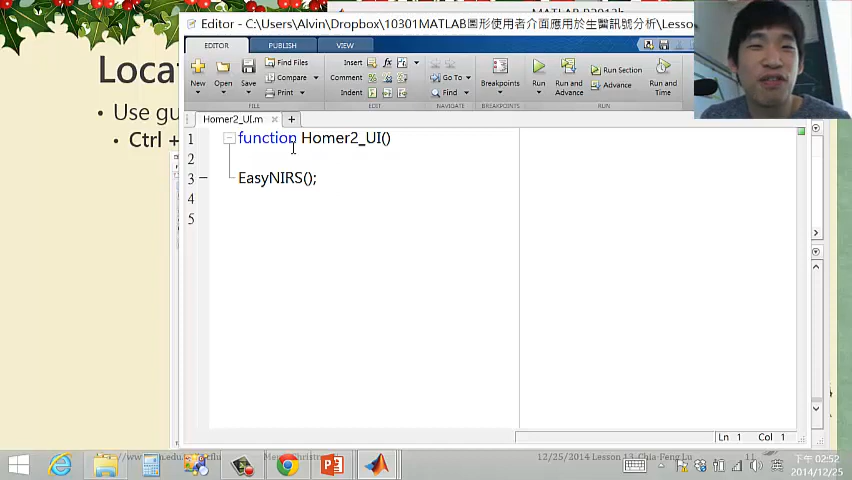 Editor - C:\Users\Alvin\Dropbox\10301MATLAB圖形使用者介面應用於生醫訊號分析\Lesson
EDITOR PUBLISH VIEW
New Open Save Find Files Compare Print
Insert fx Comment Indent
Go To Find
Breakpoints Run Run and Advance Run Section Advance Run and Time
FILE EDIT NAVIGATE BREAKPOINTS RUN
Homer2_UI.m
1 function Homer2_UI()
2
3 EasyNIRS();
4
5
Loca
• Use gu
• Ctrl +
Ln 1 Col 1
12/25/2014 Lesson 13 Chia-Feng Lu 11
英
下午 02:52
2014/12/25